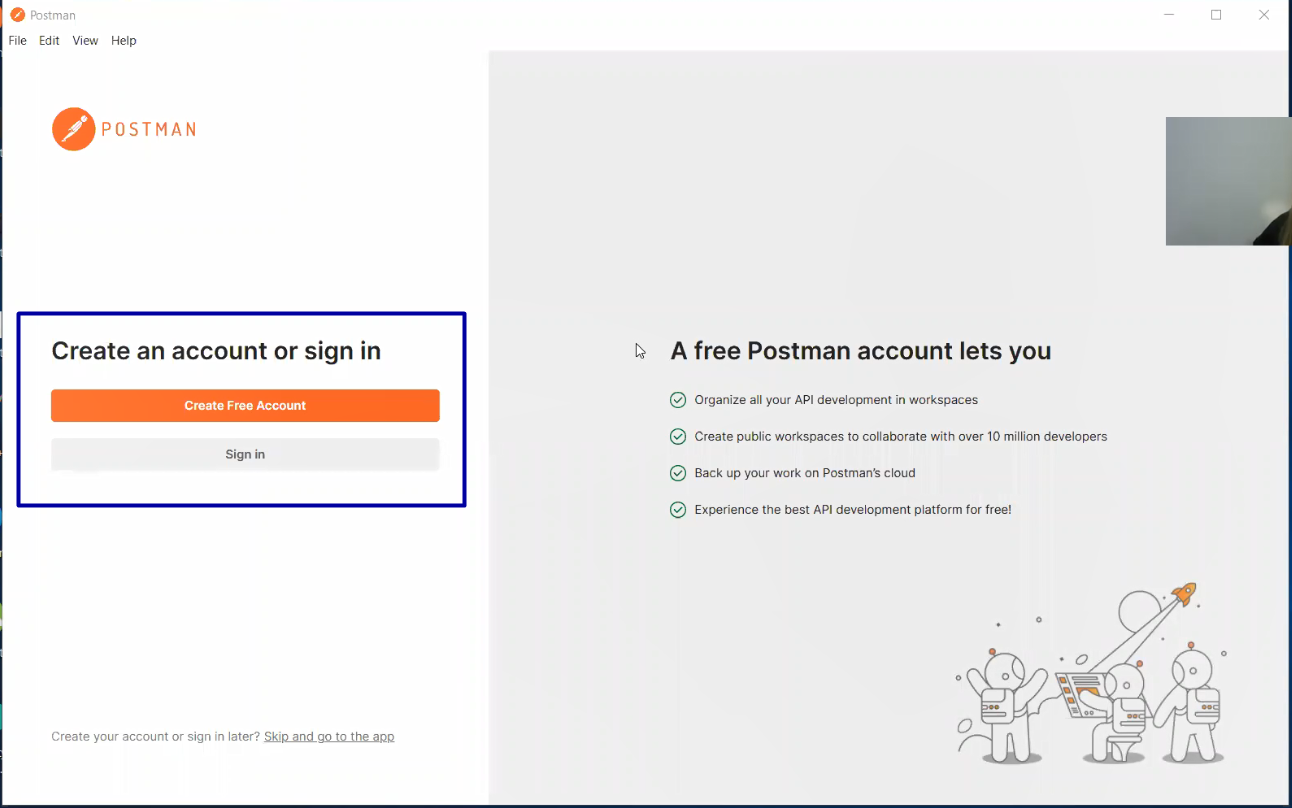 Postman
File Edit View Help
POSTMAN
Create an account or sign in
Create Free Account
Sign in
Create your account or sign in later? Skip and go to the app
A free Postman account lets you
Organize all your API development in workspaces
Create public workspaces to collaborate with over 10 million developers
Back up your work on Postman's cloud
Experience the best API development platform for free!